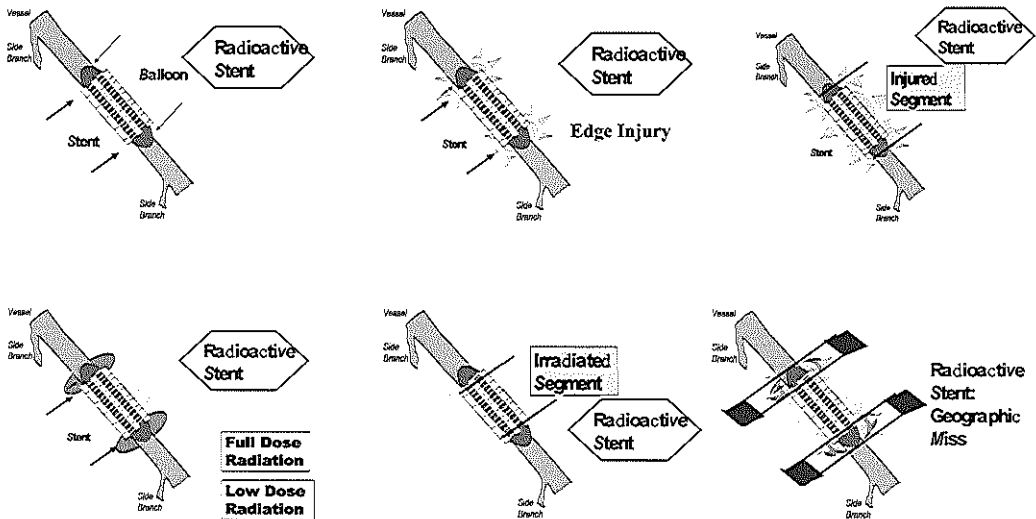 Vessel
Side
Branch
Radioactive
Stent
Balloon
Stent
Side
Branch
Vessel
Side
Branch
Radioactive
Stent
Edge Injury
Stent
Side
Branch
Vessel
Side
Branch
Radioactive
Stent
Injured
Segment
Stent
Side
Branch
Vessel
Side
Branch
Radioactive
Stent
Stent
Full Dose
Radiation
Low Dose
Radiation
Side
Branch
Vessel
Side
Branch
Irradiated
Segment
Radioactive
Stent
Side
Branch
Vessel
Side
Branch
Radioactive
Stent:
Geographic
Miss
Side
Branch